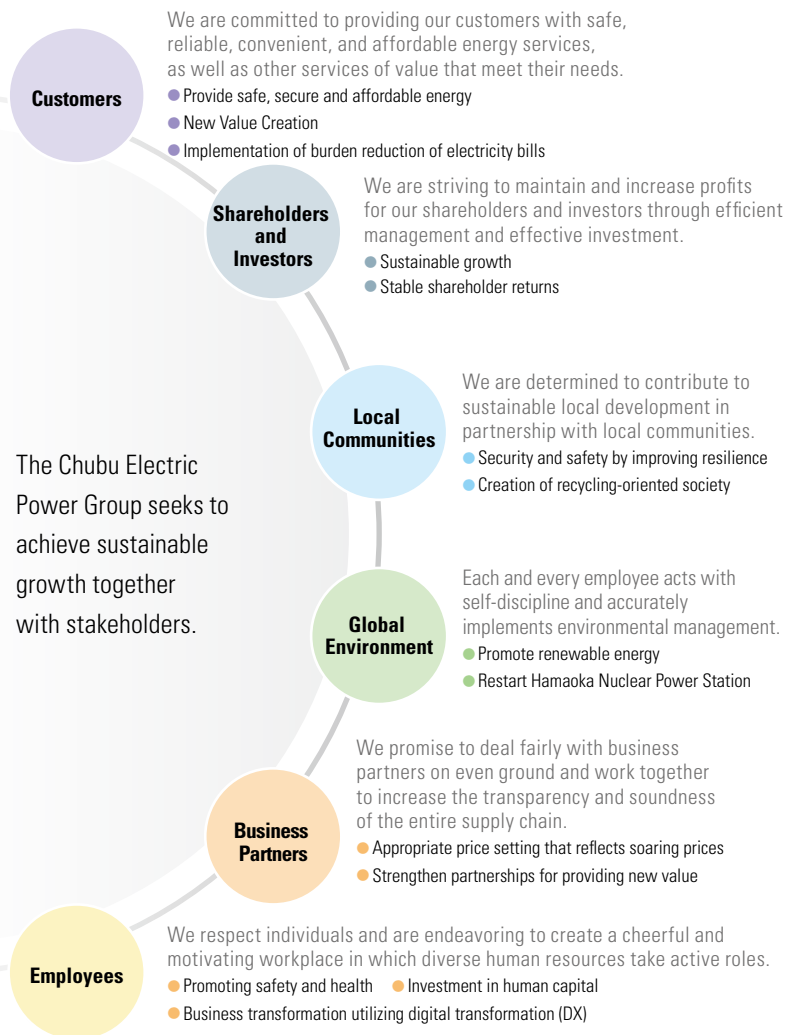 We are committed to providing our customers with safe,
reliable, convenient, and affordable energy services,
as well as other services of value that meet their needs.
Customers
● Provide safe, secure and affordable energy
● New Value Creation
● Implementation of burden reduction of electricity bills
Shareholders
and
Investors
We are striving to maintain and increase profits
for our shareholders and investors through efficient
management and effective investment.
● Sustainable growth
● Stable shareholder returns
Local
Communities
We are determined to contribute to
sustainable local development in
partnership with local communities.
● Security and safety by improving resilience
● Creation of recycling-oriented society
The Chubu Electric
Power Group seeks to
achieve sustainable
growth together
with stakeholders.
Global
Environment
Each and every employee acts with
self-discipline and accurately
implements environmental management.
● Promote renewable energy
● Restart Hamaoka Nuclear Power Station
Business
Partners
We promise to deal fairly with business
partners on even ground and work together
to increase the transparency and soundness
of the entire supply chain.
● Appropriate price setting that reflects soaring prices
● Strengthen partnerships for providing new value
Employees
We respect individuals and are endeavoring to create a cheerful and
motivating workplace in which diverse human resources take active roles.
● Promoting safety and health ● Investment in human capital
● Business transformation utilizing digital transformation (DX)